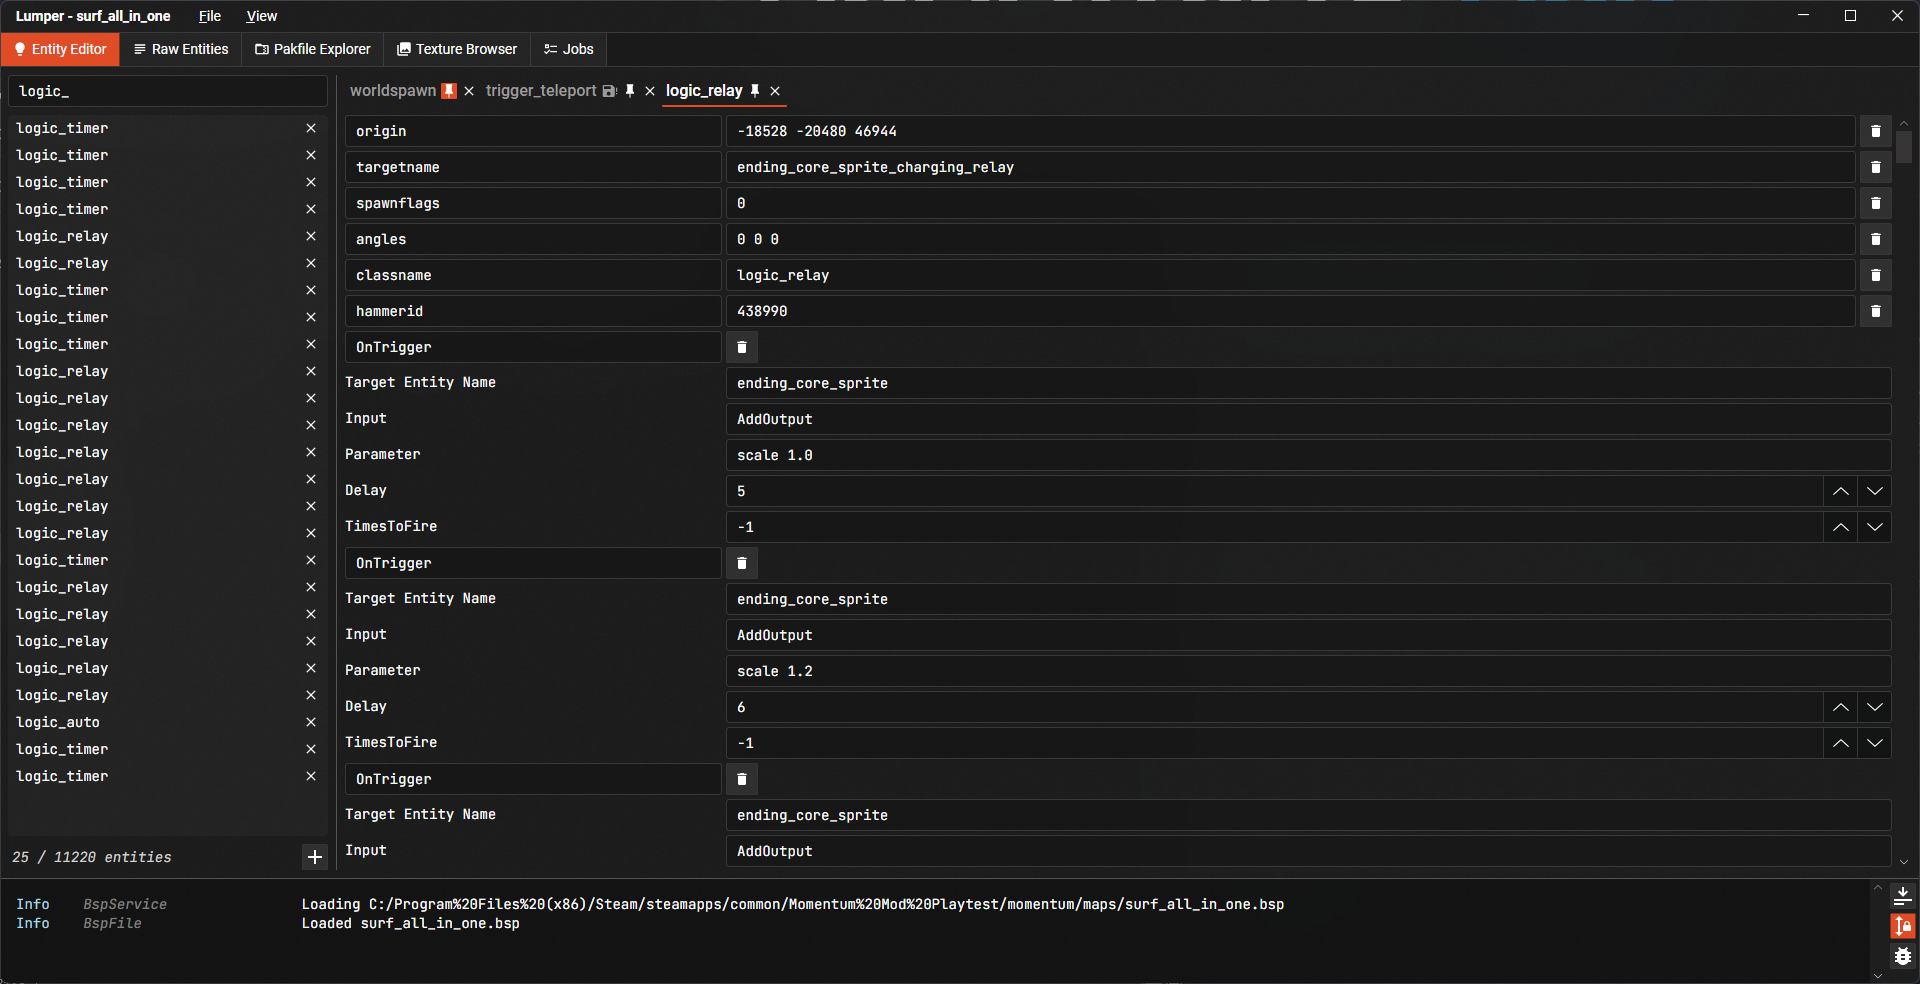 Lumper - surf_all_in_one File View
Entity Editor Raw Entities Pakfile Explorer Texture Browser Jobs
logic_
logic_timer
logic_timer
logic_timer
logic_timer
logic_relay
logic_relay
logic_timer
logic_timer
logic_timer
logic_relay
logic_relay
logic_relay
logic_relay
logic_relay
logic_relay
logic_relay
logic_timer
logic_relay
logic_relay
logic_relay
logic_relay
logic_relay
logic_auto
logic_timer
logic_timer
25 / 11220 entities
worldspawn trigger_teleport logic_relay
origin -18528 -20480 46944
targetname ending_core_sprite_charging_relay
spawnflags 0
angles 0 0 0
classname logic_relay
hammerid 438990
OnTrigger
Target Entity Name ending_core_sprite
Input AddOutput
Parameter scale 1.0
Delay 5
TimesToFire -1
OnTrigger
Target Entity Name ending_core_sprite
Input AddOutput
Parameter scale 1.2
Delay 6
TimesToFire -1
OnTrigger
Target Entity Name ending_core_sprite
Input AddOutput
Info BspService Loading C:/Program%20Files%20(x86)/Steam/steamapps/common/Momentum%20Mod%20Playtest/momentum/maps/surf_all_in_one.bsp
Info BspFile Loaded surf_all_in_one.bsp